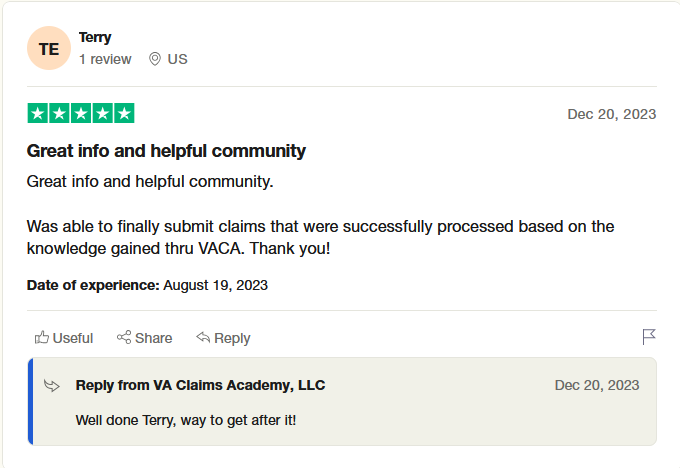 TE
Terry
1 review US
Dec 20, 2023
Great info and helpful community
Great info and helpful community.
Was able to finally submit claims that were successfully processed based on the
knowledge gained thru VACA. Thank you!
Date of experience: August 19, 2023
Useful Share Reply
Reply from VA Claims Academy, LLC
Dec 20, 2023
Well done Terry, way to get after it!